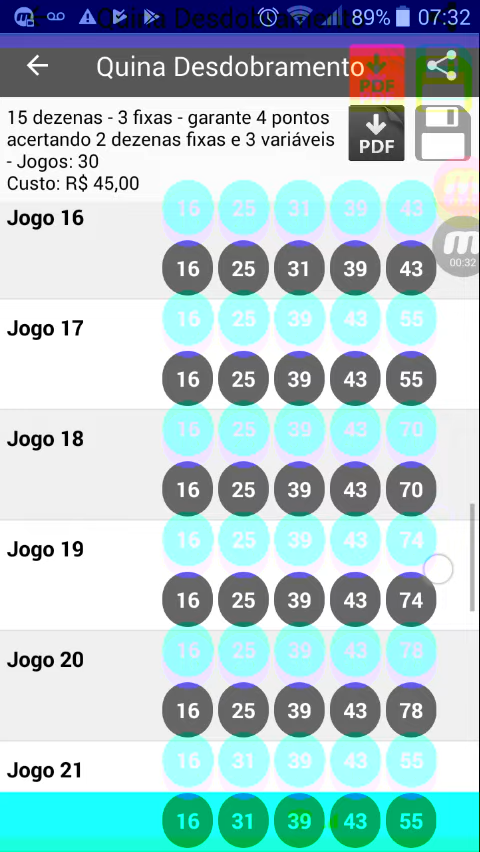 89% 07:32
Quina Desdobramento
15 dezenas - 3 fixas - garante 4 pontos
acertando 2 dezenas fixas e 3 variáveis
- Jogos: 30
Custo: R$ 45,00
PDF
PDF
00:32
16 25 31 39 43
Jogo 16
16 25 31 39 43
16 25 39 43 55
Jogo 17
16 25 39 43 55
16 25 39 43 70
Jogo 18
16 25 39 43 70
16 25 39 43 74
Jogo 19
16 25 39 43 74
16 25 39 43 78
Jogo 20
16 25 39 43 78
16 31 39 43 55
Jogo 21
16 31 39 43 55